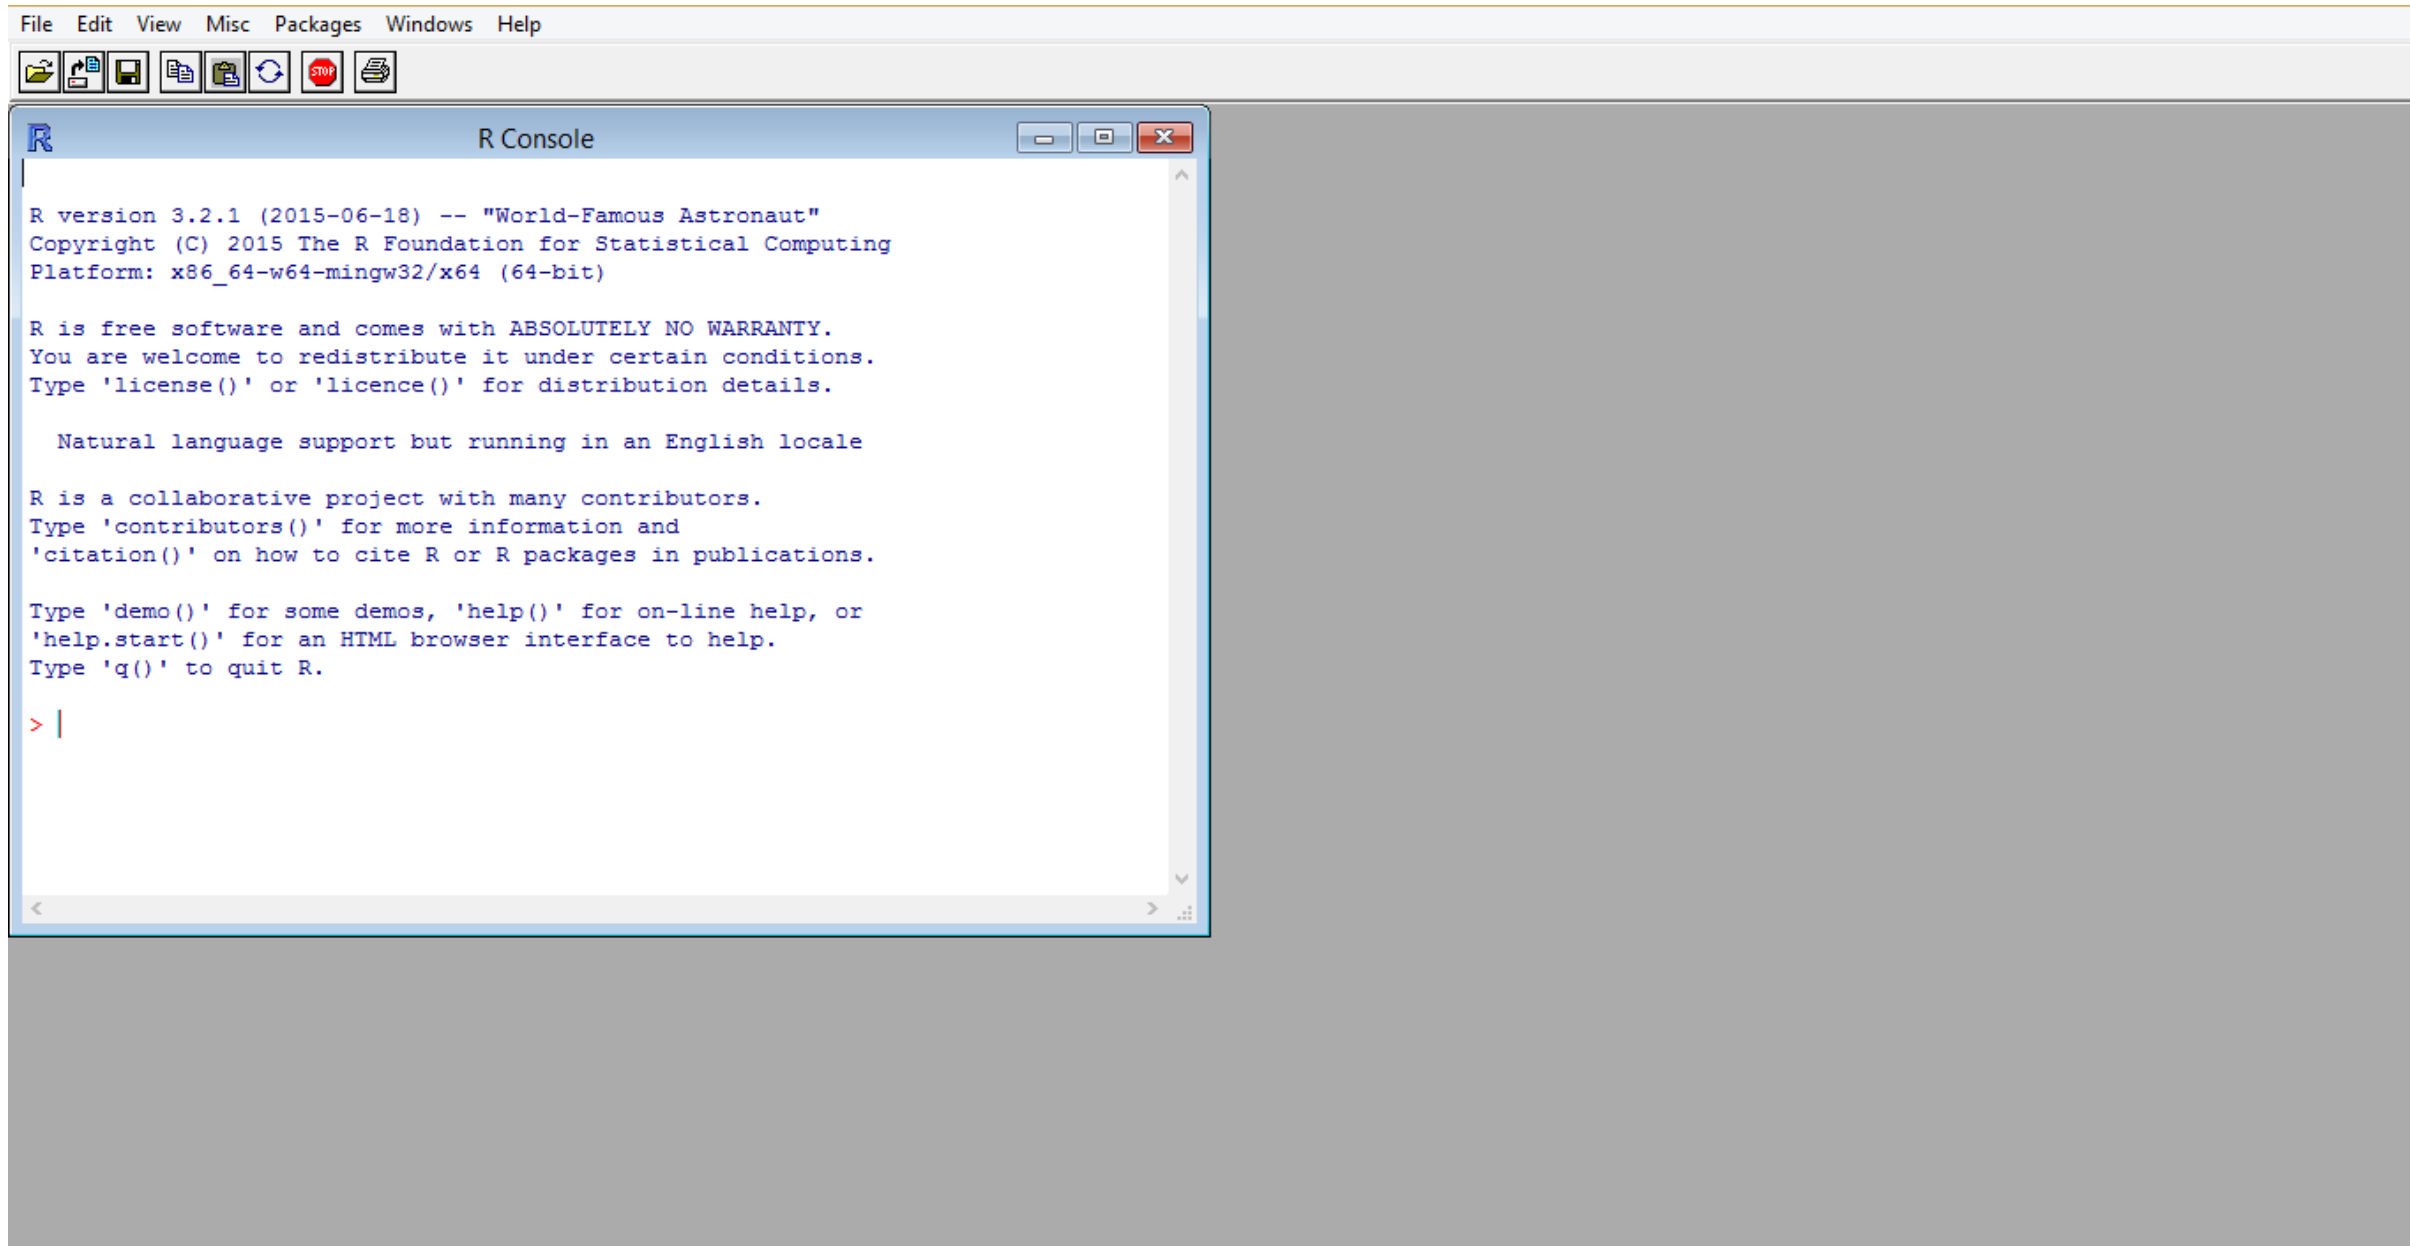 File Edit View Misc Packages Windows Help
STOP
R R Console
R version 3.2.1 (2015-06-18) -- "World-Famous Astronaut"
Copyright (C) 2015 The R Foundation for Statistical Computing
Platform: x86_64-w64-mingw32/x64 (64-bit)
R is free software and comes with ABSOLUTELY NO WARRANTY.
You are welcome to redistribute it under certain conditions.
Type 'license()' or 'licence()' for distribution details.
Natural language support but running in an English locale
R is a collaborative project with many contributors.
Type 'contributors()' for more information and
'citation()' on how to cite R or R packages in publications.
Type 'demo()' for some demos, 'help()' for on-line help, or
'help.start()' for an HTML browser interface to help.
Type 'q()' to quit R.
>